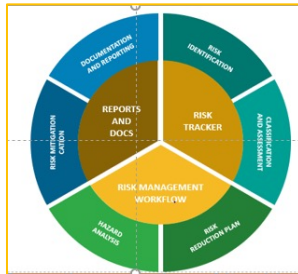 DOCUMENTATION
AND REPORTING
RISK
IDENTIFICATION
CLASSIFICATION
AND ASSESSMENT
RISK
REDUCTION PLAN
HAZARD
ANALYSIS
RISK MITIGATION
CATION
REPORTS
AND
DOCS
RISK
TRACKER
RISK MANAGEMENT
WORKFLOW